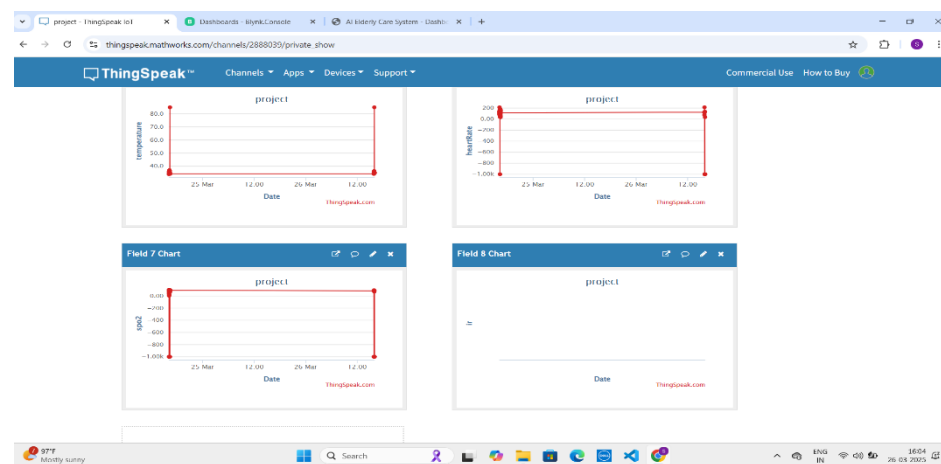 project - ThingSpeak IoT
Dashboards - Blynk.Console
AI Elderly Care System - Dashb
thingspeak.mathworks.com/channels/2888039/private_show
S
ThingSpeak™
Channels Apps Devices Support
Commercial Use How to Buy
project
80.0
70.0
60.0
50.0
40.0
temperature
25 Mar 12.00 26 Mar 12.00
Date
ThingSpeak.com
project
200
0.00
-200
400
-600
-800
-1.00k
heartRate
25 Mar 12.00 26 Mar 12.00
Date
ThingSpeak.com
Field 7 Chart
project
0.00
-200
-400
-600
-800
-1.00k
spo2
25 Mar 12.00 26 Mar 12.00
Date
ThingSpeak.com
Field 8 Chart
project
ir
Date
ThingSpeak.com
97°F
Mostly sunny
Search
ENG
IN
16:04
26 03 2025